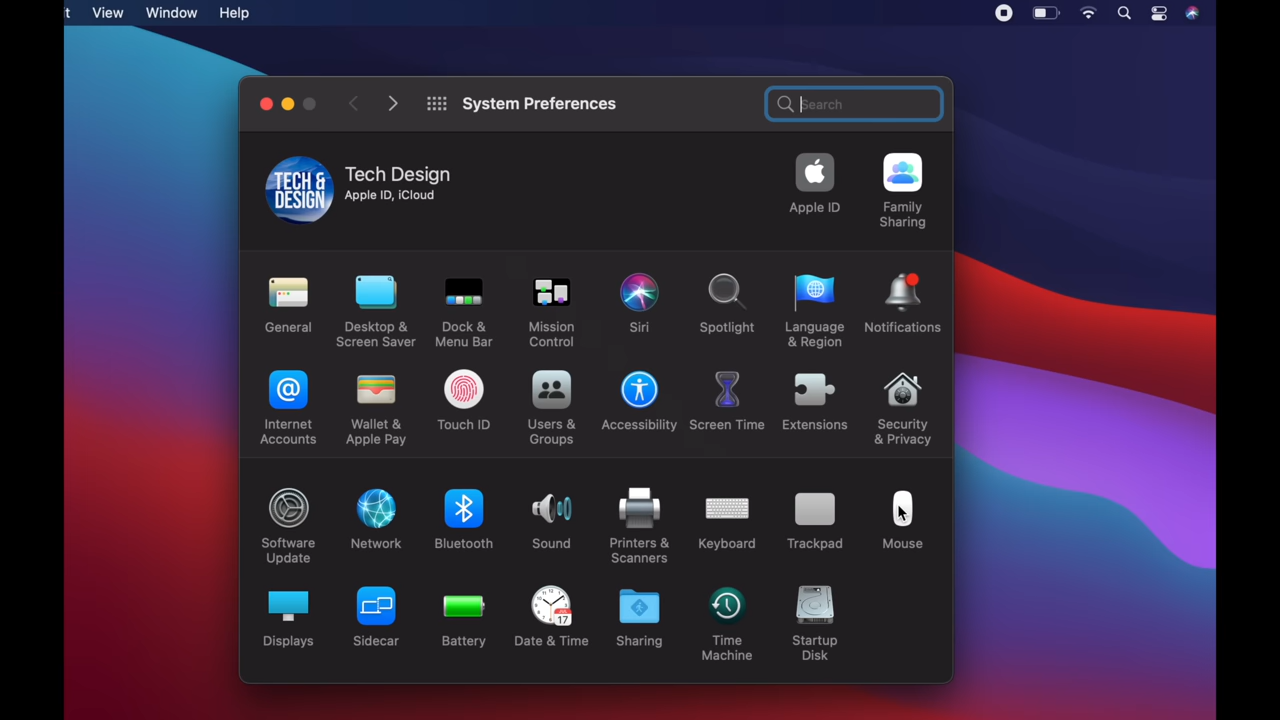 t View Window Help
System Preferences
Search
TECH &
DESIGN
Tech Design
Apple ID, iCloud
Apple ID
Family
Sharing
General
Desktop &
Screen Saver
Dock &
Menu Bar
Mission
Control
Siri
Spotlight
Language
& Region
Notifications
Internet
Accounts
Wallet &
Apple Pay
Touch ID
Users &
Groups
Accessibility
Screen Time
Extensions
Security
& Privacy
Software
Update
Network
Bluetooth
Sound
Printers &
Scanners
Keyboard
Trackpad
Mouse
Displays
Sidecar
Battery
17
Date & Time
Sharing
Time
Machine
Startup
Disk